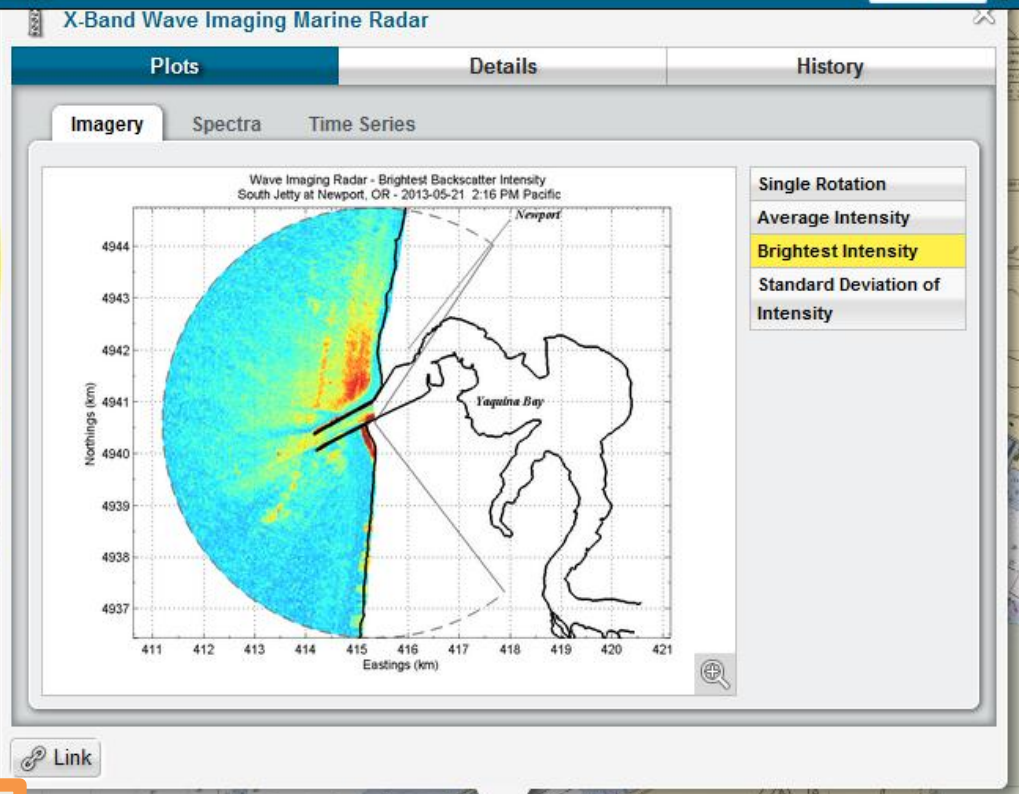 X-Band Wave Imaging Marine Radar
Plots Details History
Imagery Spectra Time Series
Wave Imaging Radar - Brightest Backscatter Intensity
South Jetty at Newport, OR - 2013-05-21 2:16 PM Pacific
Newport
4944
4943
4942
4941
4940
4939
4938
4937
Northings (km)
Yaquina Bay
411 412 413 414 415 416 417 418 419 420 421
Eastings (km)
Single Rotation
Average Intensity
Brightest Intensity
Standard Deviation of
Intensity
Link